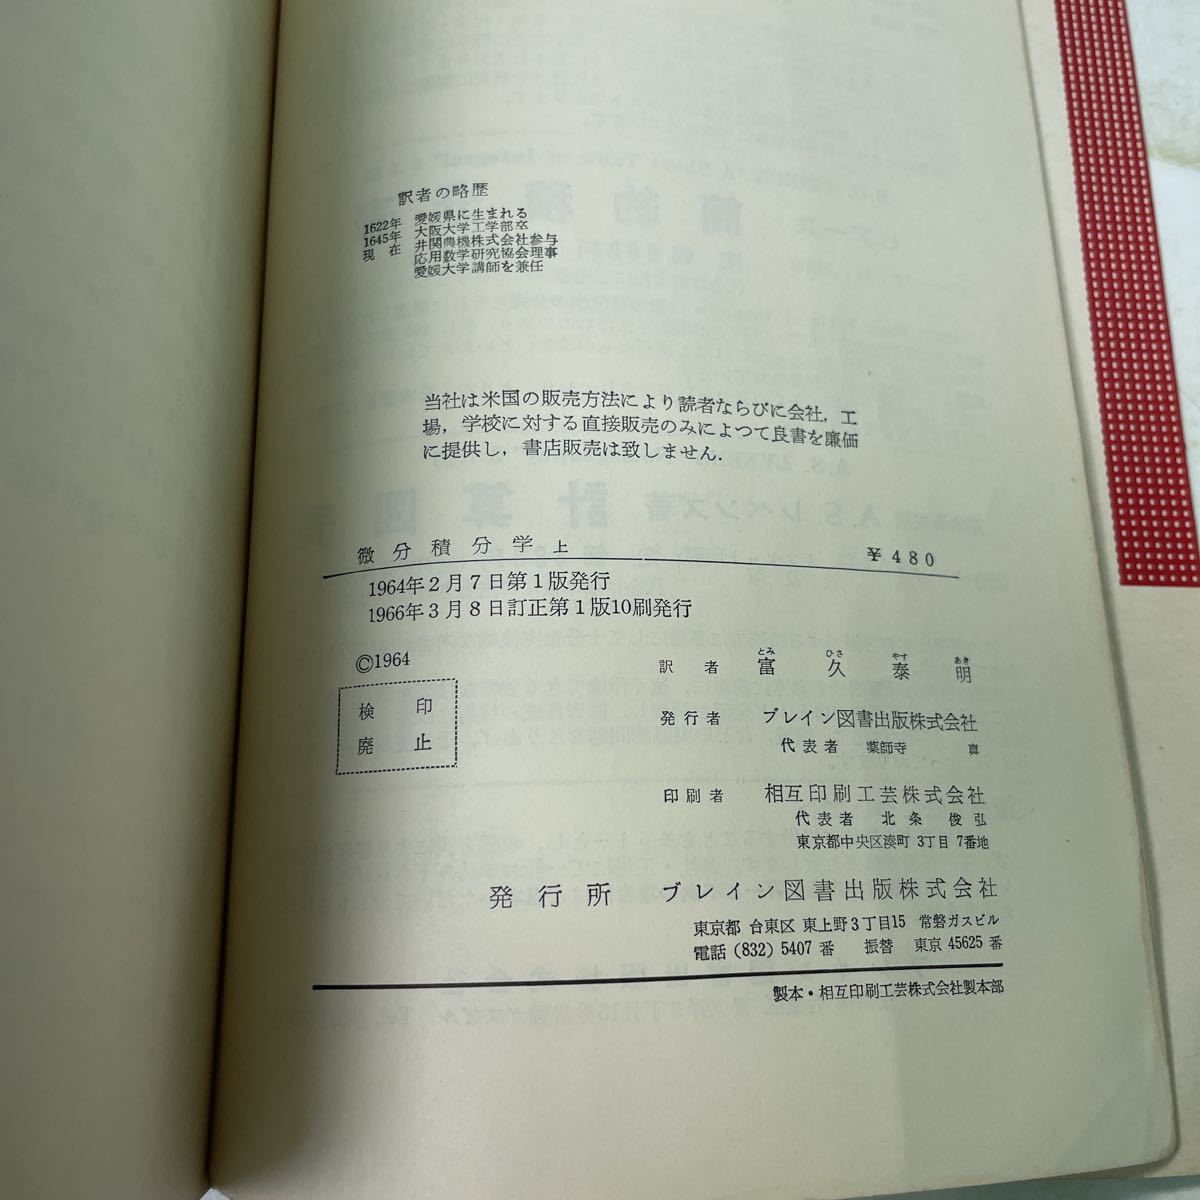 訳者の略歴
1622年 愛媛県に生まれる
1645年 大阪大学工学部卒
現在 井関農機株式会社参与
応用数学研究協会理事
愛媛大学講師を兼任
当社は米国の販売方法により読者ならびに会社，工
場，学校に対する直接販売のみによつて良書を廉価
に提供し，書店販売は致しません．
微分積分学 上 ¥480
1964年2月7日第1版発行
1966年3月8日訂正第1版10刷発行
©1964
検印
廃止
訳者 富久泰明
とみ ひさ やす あき
発行者 ブレイン図書出版株式会社
代表者 薬師寺 真
印刷者 相互印刷工芸株式会社
代表者 北条俊弘
東京都中央区湊町3丁目7番地
発行所 ブレイン図書出版株式会社
東京都 台東区 東上野3丁目15 常磐ガスビル
電話 (832) 5407 番 振替 東京 45625 番
製本・相互印刷工芸株式会社製本部